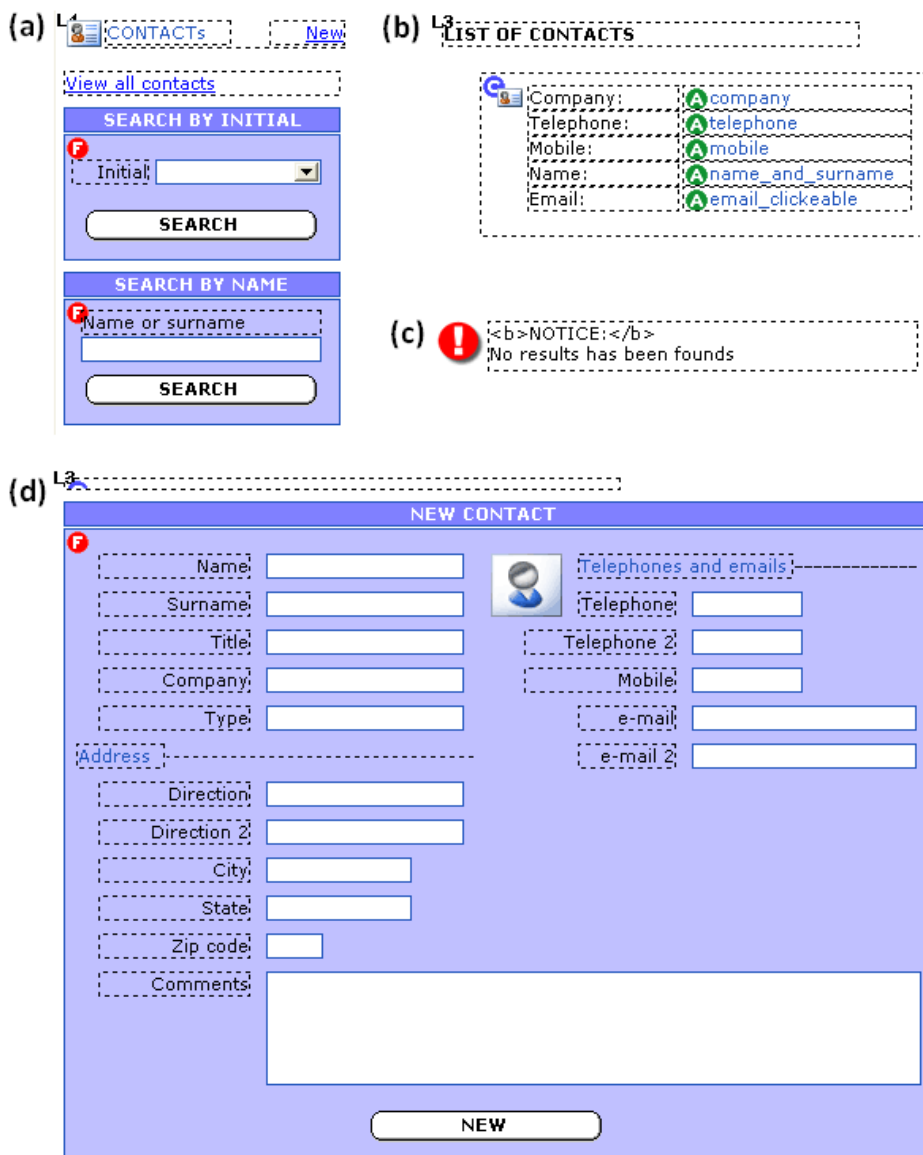 (a) L1 CONTACTs New
View all contacts
SEARCH BY INITIAL
F
Initial
SEARCH
SEARCH BY NAME
F
Name or surname
SEARCH
(b) L3 LIST OF CONTACTS
C
Company: A company
Telephone: A telephone
Mobile: A mobile
Name: A name_and_surname
Email: A email_clickeable
(c) ! <b>NOTICE:</b>
No results has been founds
(d) L3
NEW CONTACT
F
Name
Surname
Title
Company
Type
Address
Direction
Direction 2
City
State
Zip code
Comments
Telephones and emails
Telephone
Telephone 2
Mobile
e-mail
e-mail 2
NEW